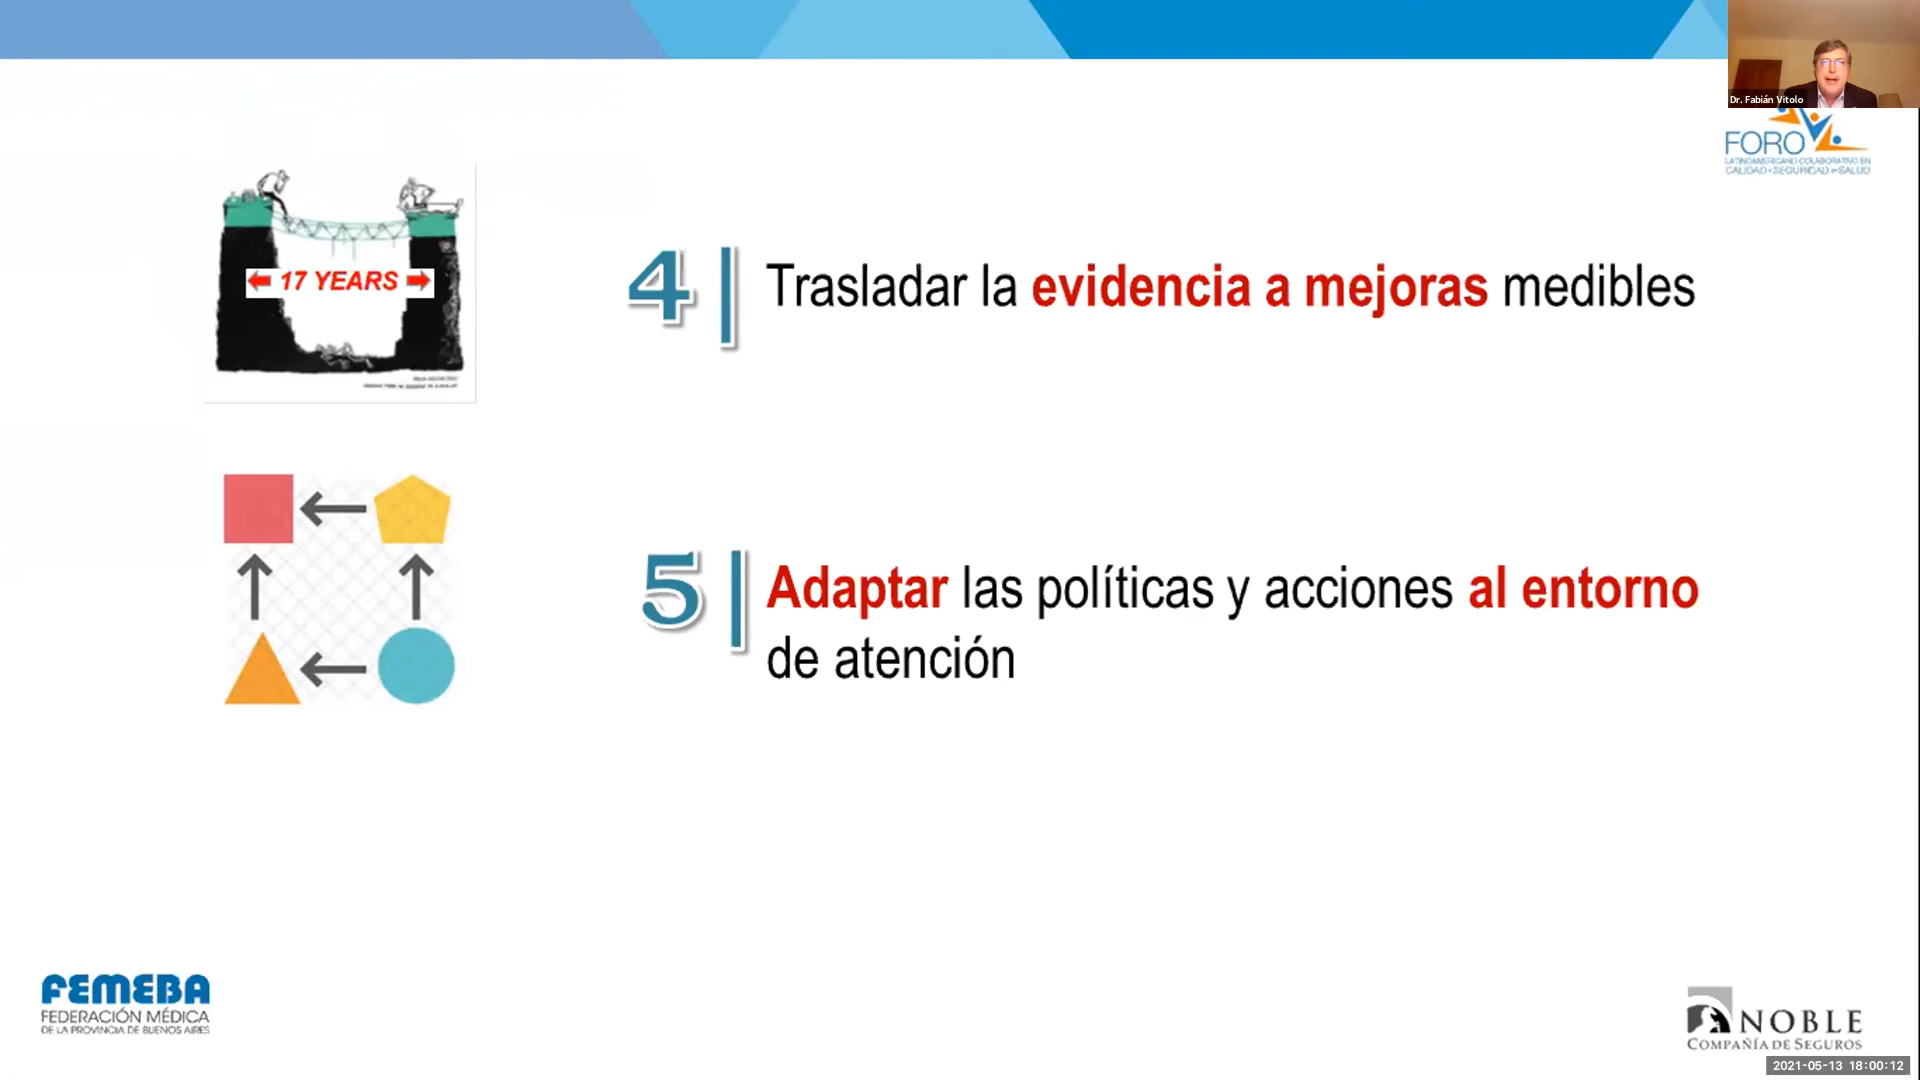 Dr. Fabián Vitolo
FORO
LATINOAMERICANO COLABORATIVO EN
CALIDAD Y SEGURIDAD EN SALUD
17 YEARS
4 Trasladar la evidencia a mejoras medibles
5 Adaptar las políticas y acciones al entorno
de atención
FEMEBA
FEDERACIÓN MÉDICA
DE LA PROVINCIA DE BUENOS AIRES
NOBLE
COMPAÑÍA DE SEGUROS
2021-05-13 18:00:12